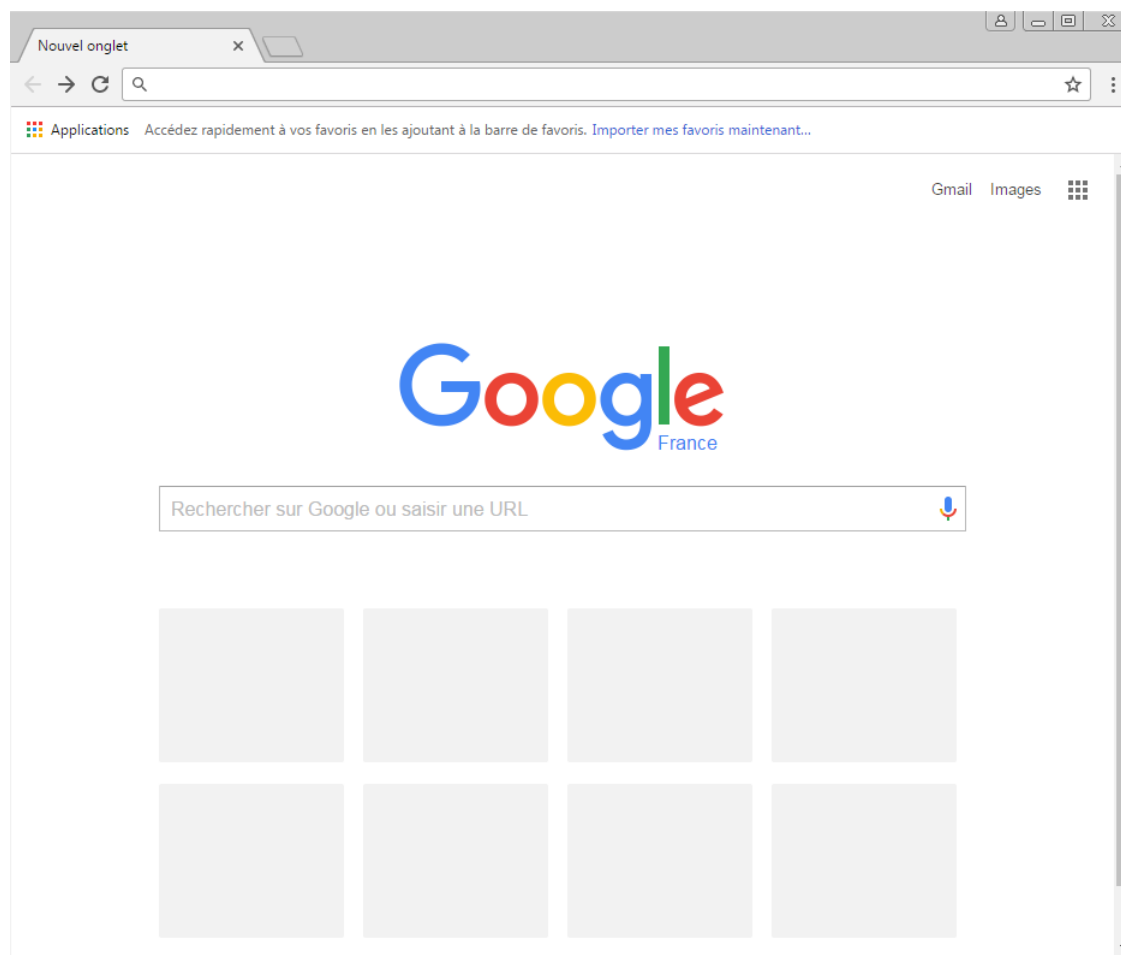 Nouvel onglet
Applications Accédez rapidement à vos favoris en les ajoutant à la barre de favoris. Importer mes favoris maintenant...
Gmail Images
Google
France
Rechercher sur Google ou saisir une URL